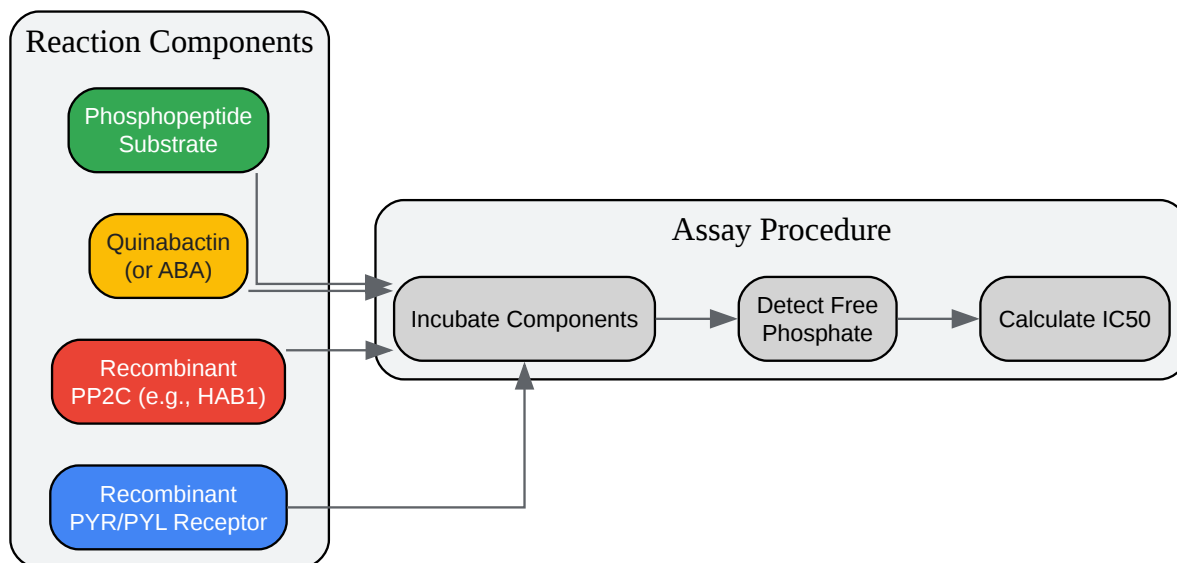 Reaction Components
Phosphopeptide
Substrate
Quinabactin
(or ABA)
Recombinant
PP2C (e.g., HAB1)
Recombinant
PYR/PYL Receptor
Assay Procedure
Incubate Components
Detect Free
Phosphate
Calculate IC50